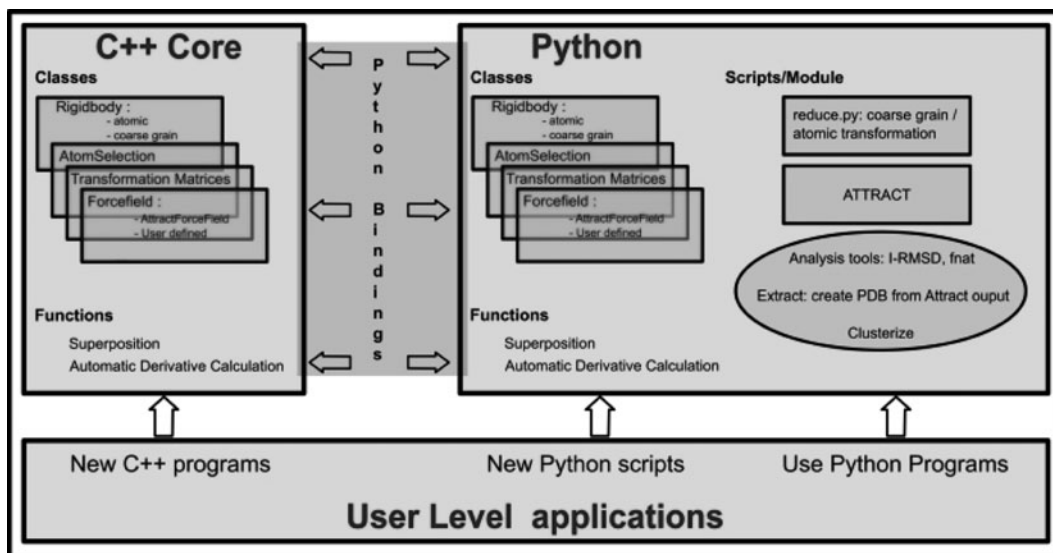 C++ Core
Classes
Rigidbody :
- atomic
- coarse grain
AtomSelection
Transformation Matrices
Forcefield :
- AttractForceField
- User defined
Functions
Superposition
Automatic Derivative Calculation
Python Bindings
Python
Classes
Rigidbody :
- atomic
- coarse grain
AtomSelection
Transformation Matrices
Forcefield :
- AttractForceField
- User defined
Functions
Superposition
Automatic Derivative Calculation
Scripts/Module
reduce.py: coarse grain /
atomic transformation
ATTRACT
Analysis tools: I-RMSD, fnat
Extract: create PDB from Attract ouput
Clusterize
New C++ programs
New Python scripts
Use Python Programs
User Level applications